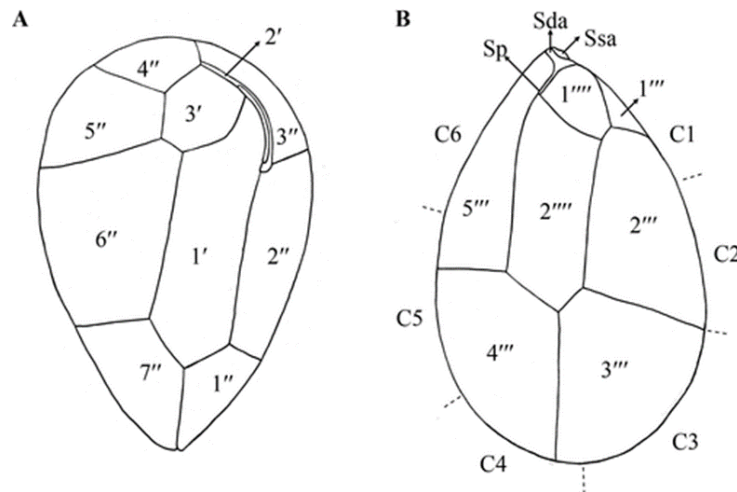 A
2′
4″
3′
3″
5″
6″
1′
2″
7″
1″
B
Sda
Ssa
Sp
1⁗
1‴
C6
C1
5‴
2⁗
2‴
C2
C5
4‴
3‴
C4
C3